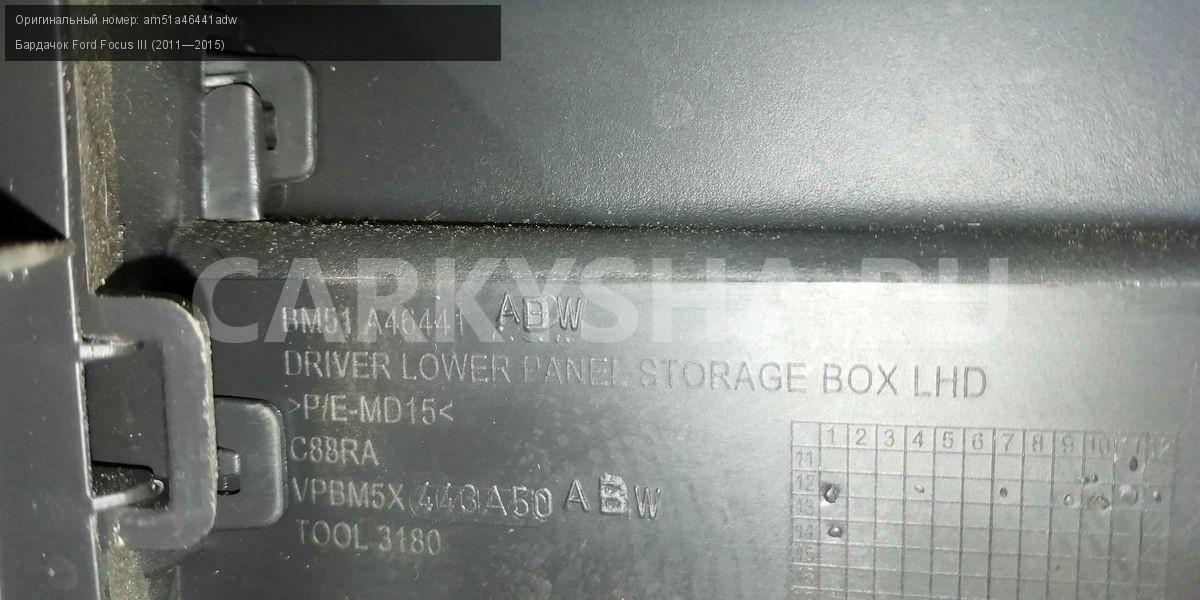 Оригинальный номер: am51a46441adw
Бардачок Ford Focus III (2011—2015)
CARKYSHA.RU
BM51 A46441 ABW
DRIVER LOWER PANEL STORAGE BOX LHD
>P/E-MD15<
C88RA
VPBM5X 443A50 ABW
TOOL 3180
1 2 3 4 5 6 7 8 9 10 11 12
11
12
13
14
15